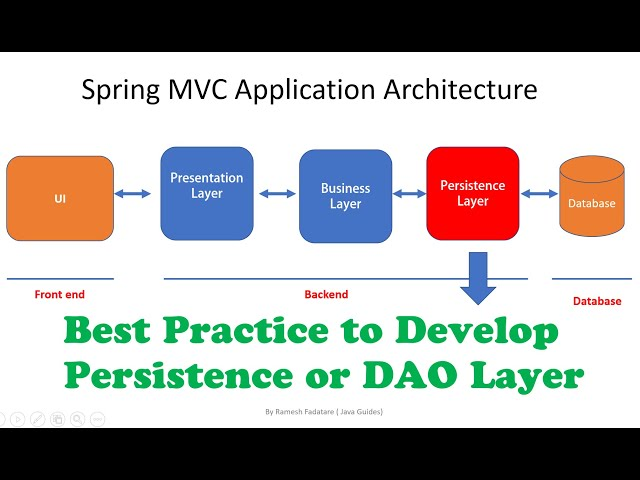 Spring MVC Application Architecture
UI
Presentation
Layer
Business
Layer
Persistence
Layer
Database
Front end
Backend
Database
Best Practice to Develop
Persistence or DAO Layer
By Ramesh Fadatare ( Java Guides)